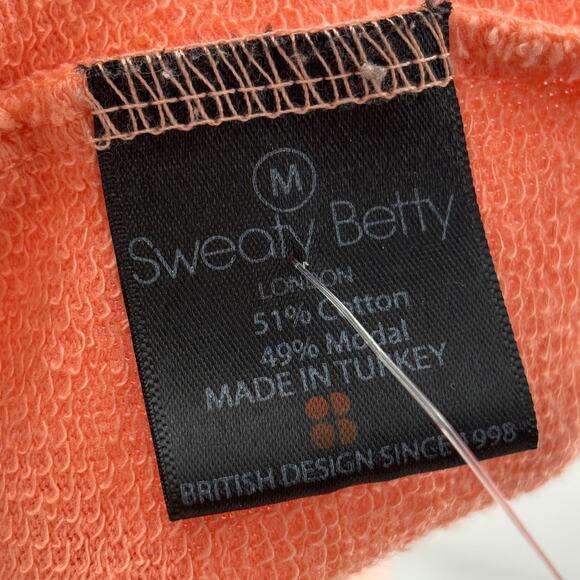 M
Sweaty Betty
LONDON
51% Cotton
49% Modal
MADE IN TURKEY
BRITISH DESIGN SINCE 1998